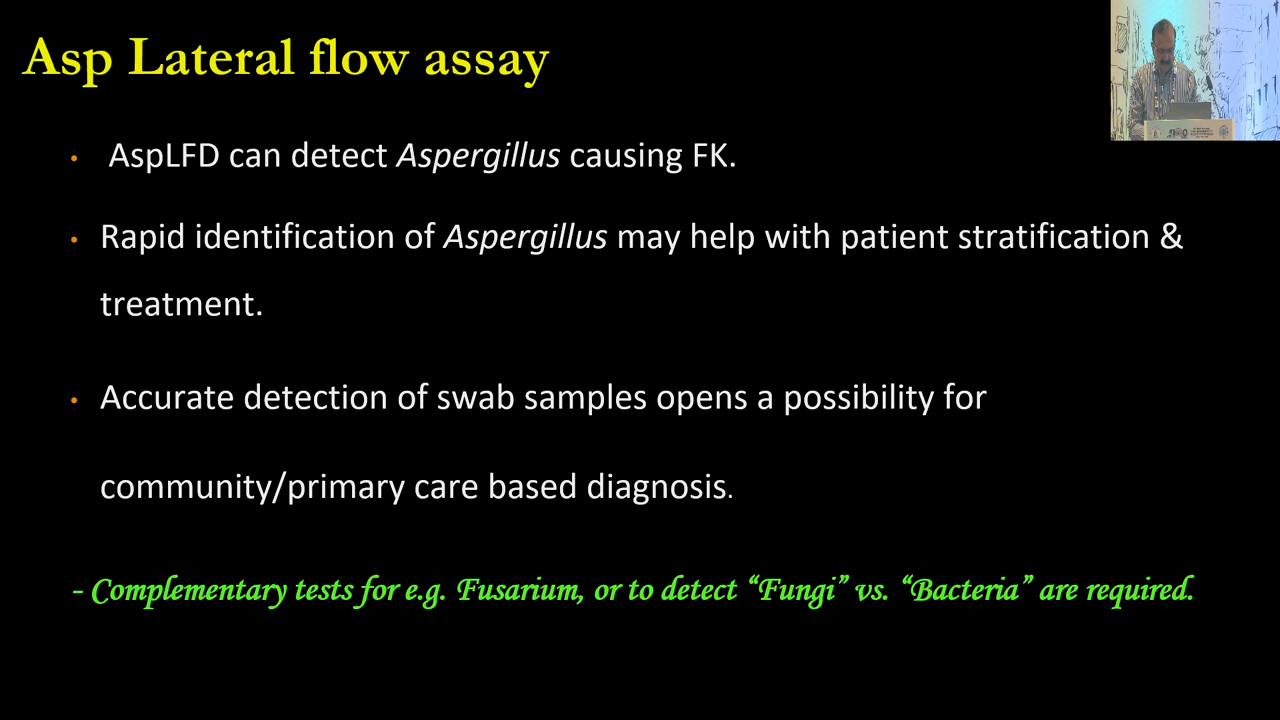 Asp Lateral flow assay
• AspLFD can detect Aspergillus causing FK.
• Rapid identification of Aspergillus may help with patient stratification &
treatment.
• Accurate detection of swab samples opens a possibility for
community/primary care based diagnosis.
- Complementary tests for e.g. Fusarium, or to detect “Fungi” vs. “Bacteria” are required.